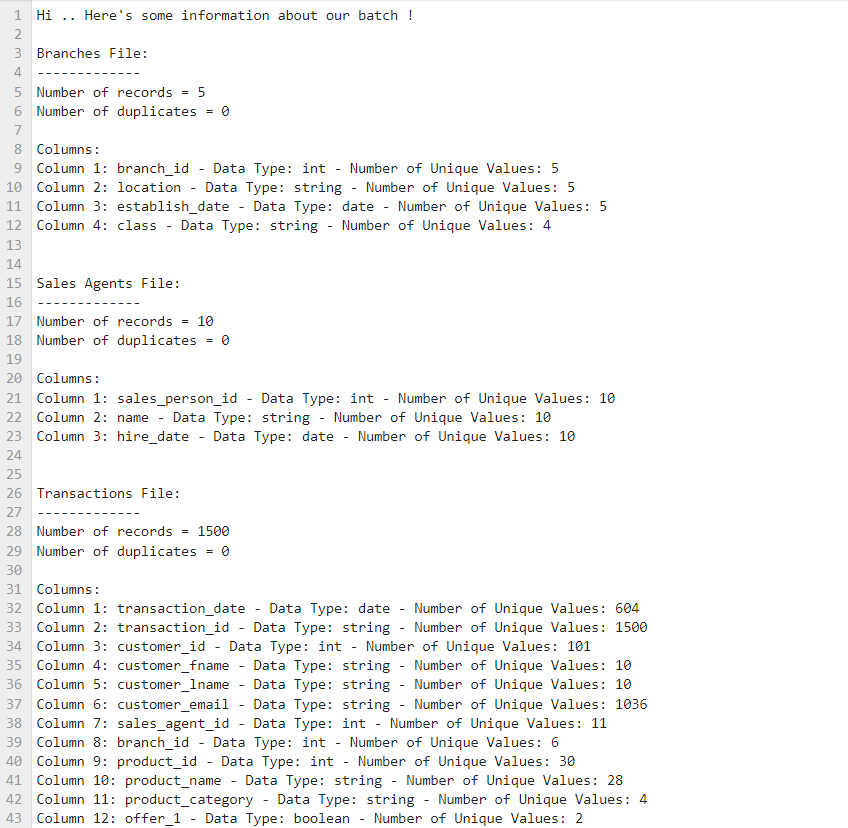 1 Hi .. Here's some information about our batch !
2
3 Branches File:
4 -------------
5 Number of records = 5
6 Number of duplicates = 0
7
8 Columns:
9 Column 1: branch_id - Data Type: int - Number of Unique Values: 5
10 Column 2: location - Data Type: string - Number of Unique Values: 5
11 Column 3: establish_date - Data Type: date - Number of Unique Values: 5
12 Column 4: class - Data Type: string - Number of Unique Values: 4
13
14
15 Sales Agents File:
16 -------------
17 Number of records = 10
18 Number of duplicates = 0
19
20 Columns:
21 Column 1: sales_person_id - Data Type: int - Number of Unique Values: 10
22 Column 2: name - Data Type: string - Number of Unique Values: 10
23 Column 3: hire_date - Data Type: date - Number of Unique Values: 10
24
25
26 Transactions File:
27 -------------
28 Number of records = 1500
29 Number of duplicates = 0
30
31 Columns:
32 Column 1: transaction_date - Data Type: date - Number of Unique Values: 604
33 Column 2: transaction_id - Data Type: string - Number of Unique Values: 1500
34 Column 3: customer_id - Data Type: int - Number of Unique Values: 101
35 Column 4: customer_fname - Data Type: string - Number of Unique Values: 10
36 Column 5: customer_lname - Data Type: string - Number of Unique Values: 10
37 Column 6: customer_email - Data Type: string - Number of Unique Values: 1036
38 Column 7: sales_agent_id - Data Type: int - Number of Unique Values: 11
39 Column 8: branch_id - Data Type: int - Number of Unique Values: 6
40 Column 9: product_id - Data Type: int - Number of Unique Values: 30
41 Column 10: product_name - Data Type: string - Number of Unique Values: 28
42 Column 11: product_category - Data Type: string - Number of Unique Values: 4
43 Column 12: offer_1 - Data Type: boolean - Number of Unique Values: 2